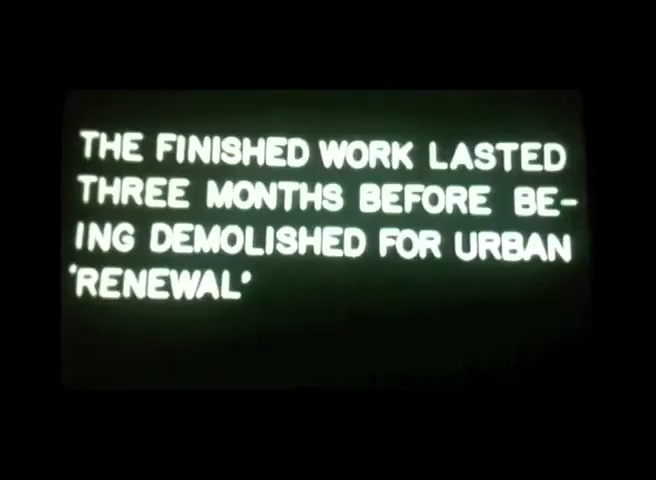 THE FINISHED WORK LASTED
THREE MONTHS BEFORE BE-
ING DEMOLISHED FOR URBAN
'RENEWAL'